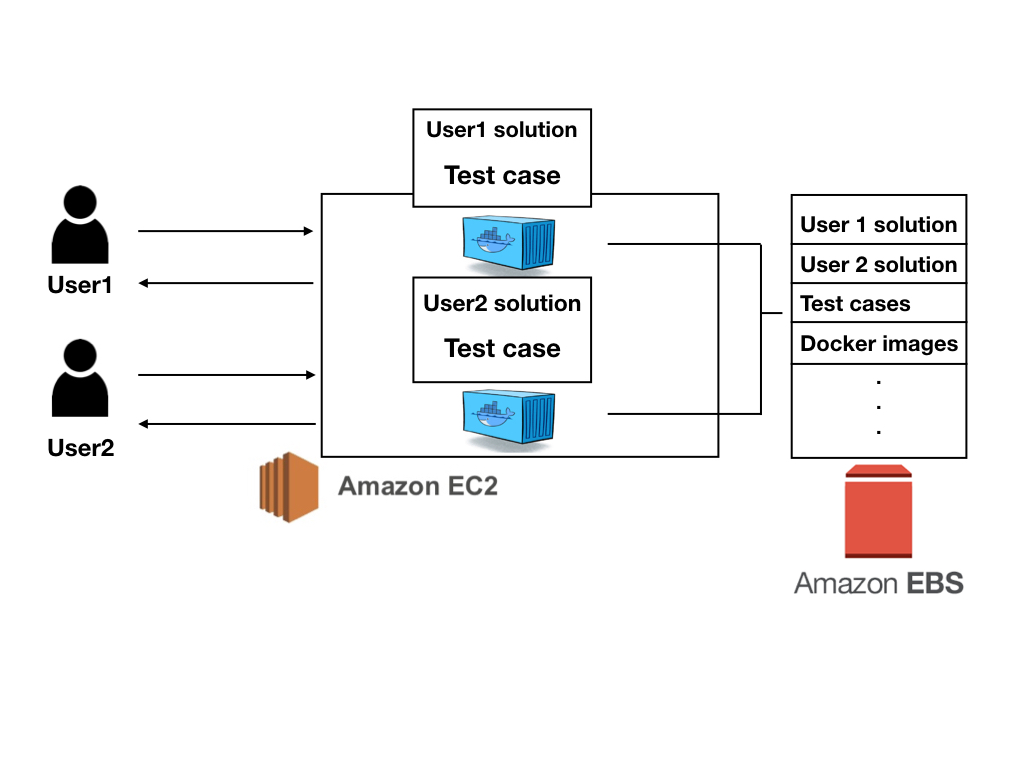 User1 solution
Test case
User1
User2 solution
Test case
User2
Amazon EC2
User 1 solution
User 2 solution
Test cases
Docker images
.
.
.
Amazon EBS